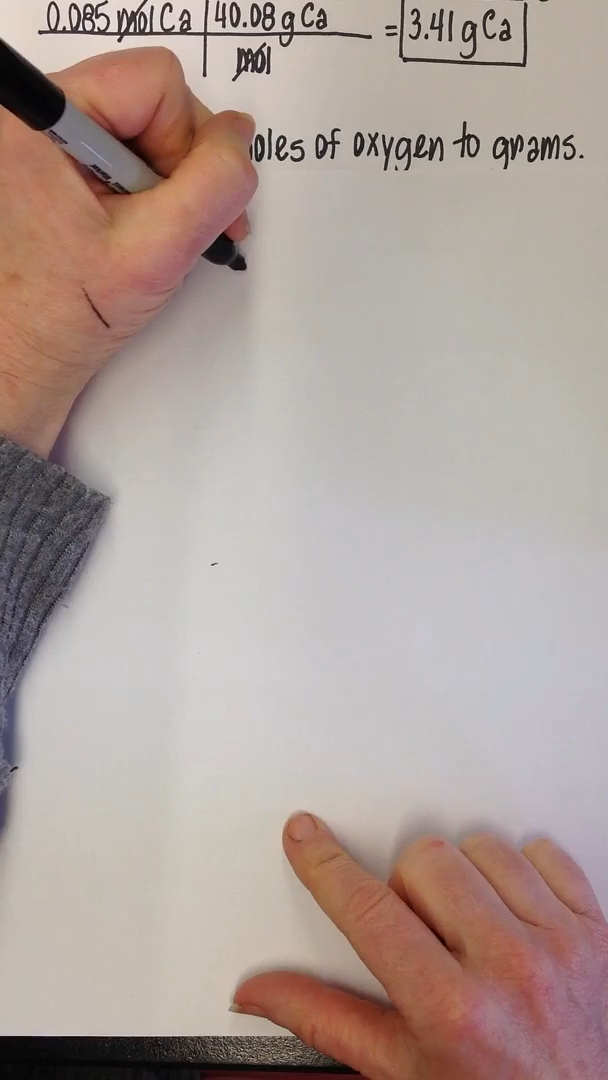 0.085 mol Ca | 40.08 g Ca = 3.41 g Ca
mol
oles of oxygen to grams.